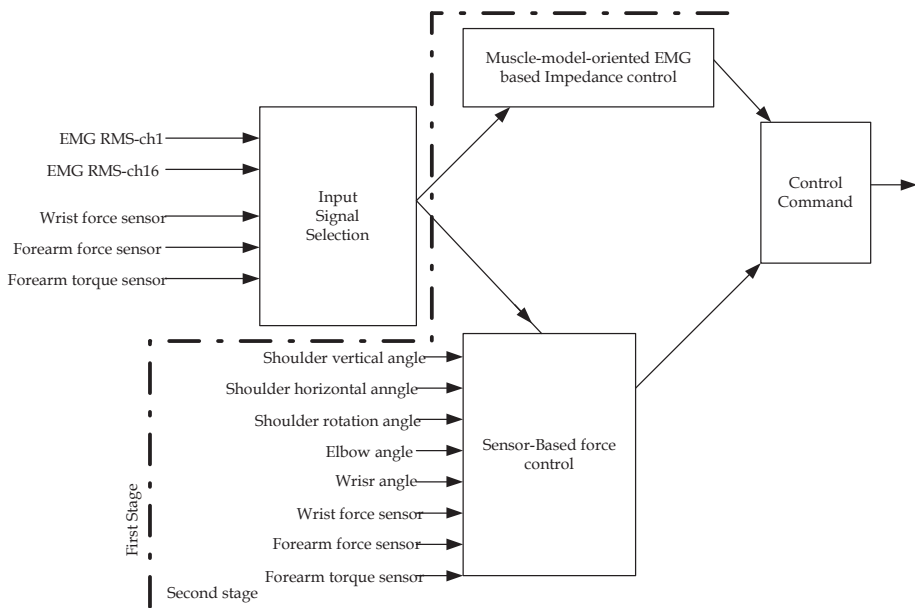 Muscle-model-oriented EMG
based Impedance control
EMG RMS-ch1
EMG RMS-ch16
Wrist force sensor
Forearm force sensor
Forearm torque sensor
Input
Signal
Selection
Control
Command
Shoulder vertical angle
Shoulder horizontal anngle
Shoulder rotation angle
Elbow angle
Wrisr angle
Wrist force sensor
Forearm force sensor
Forearm torque sensor
Sensor-Based force
control
First Stage
Second stage